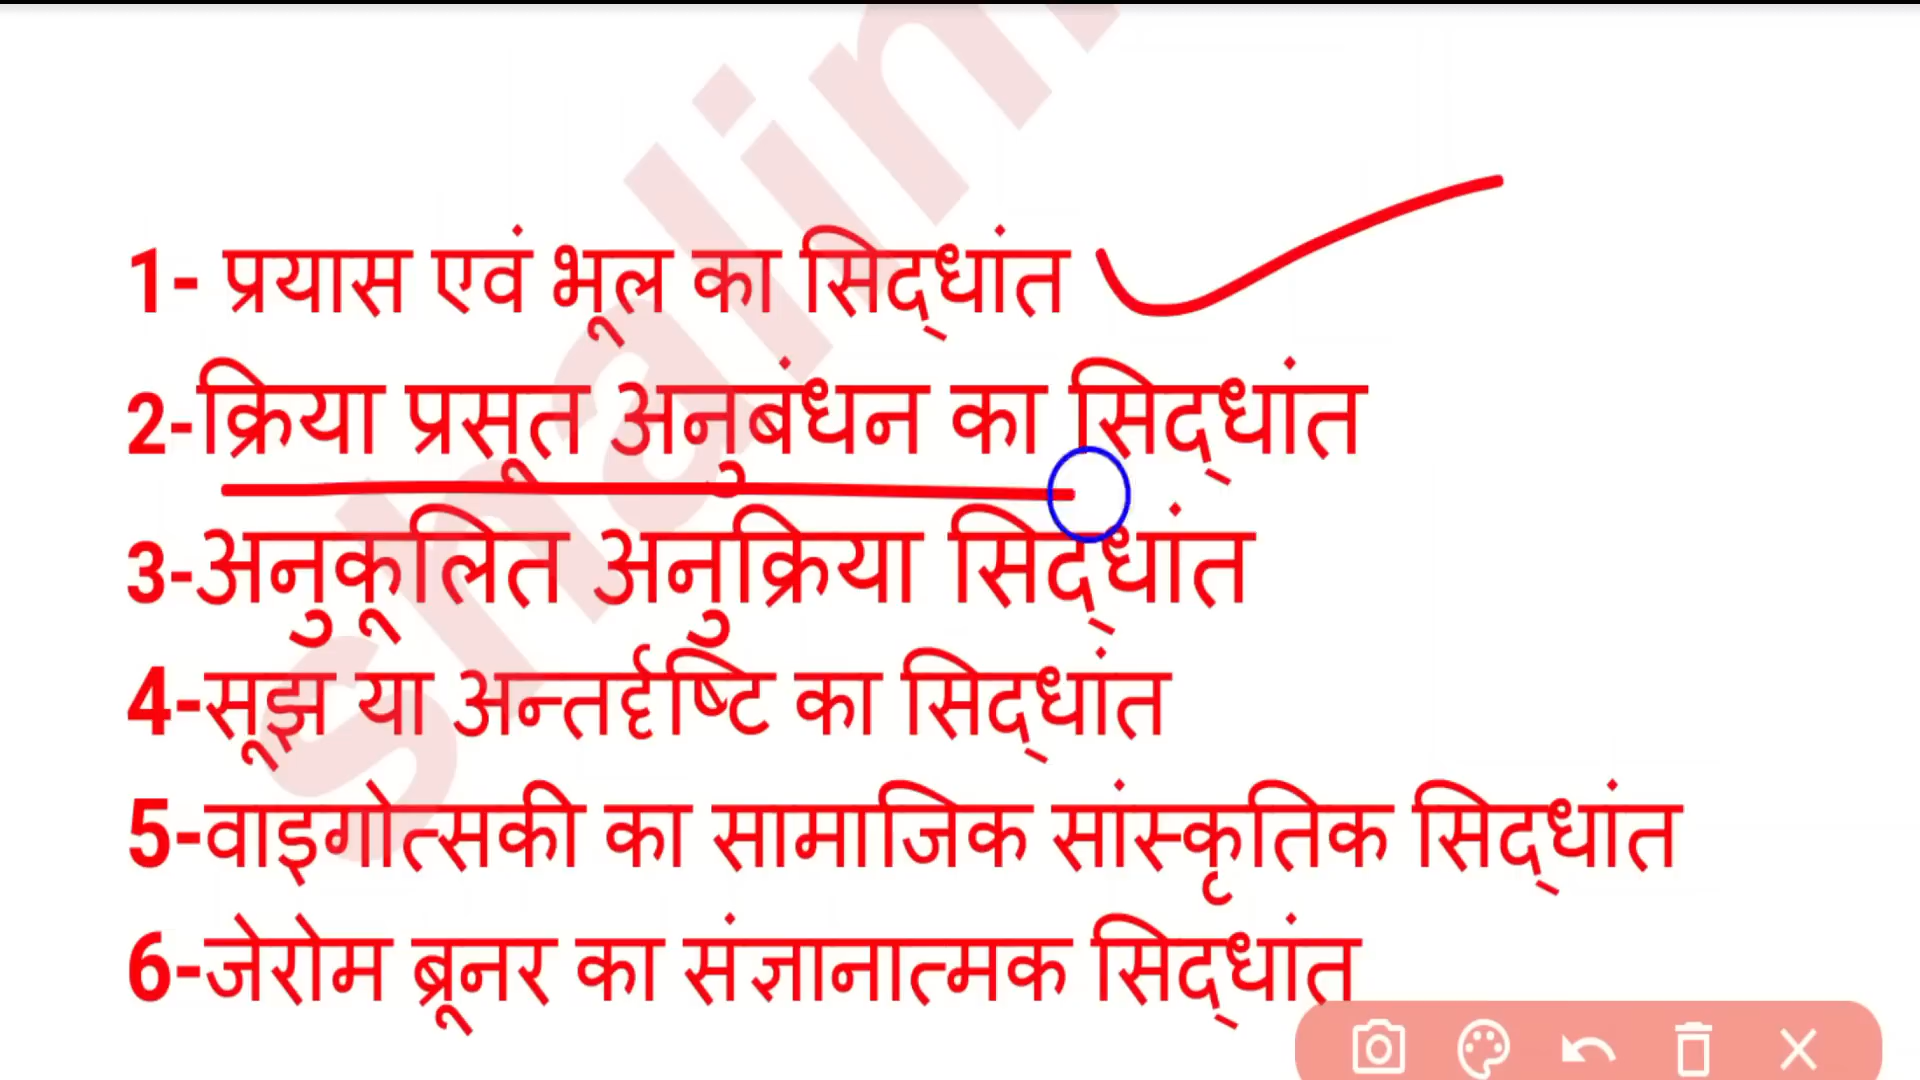 1- प्रयास एवं भूल का सिद्धांत
2-क्रिया प्रसूत अनुबंधन का सिद्धांत
3-अनुकूलित अनुक्रिया सिद्धांत
4-सूझ या अन्तर्दृष्टि का सिद्धांत
5-वाइगोत्सकी का सामाजिक सांस्कृतिक सिद्धांत
6-जेरोम ब्रूनर का संज्ञानात्मक सिद्धांत